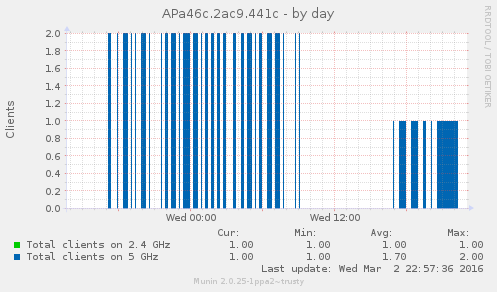 APa46c.2ac9.441c - by day
RRDTOOL / TOBI OETIKER
Clients
2.0
1.8
1.6
1.4
1.2
1.0
0.8
0.6
0.4
0.2
0.0
Wed 00:00 Wed 12:00
Cur: Min: Avg: Max:
Total clients on 2.4 GHz 1.00 1.00 1.00 1.00
Total clients on 5 GHz 1.00 1.00 1.70 2.00
Last update: Wed Mar 2 22:57:36 2016
Munin 2.0.25-1ppa2~trusty